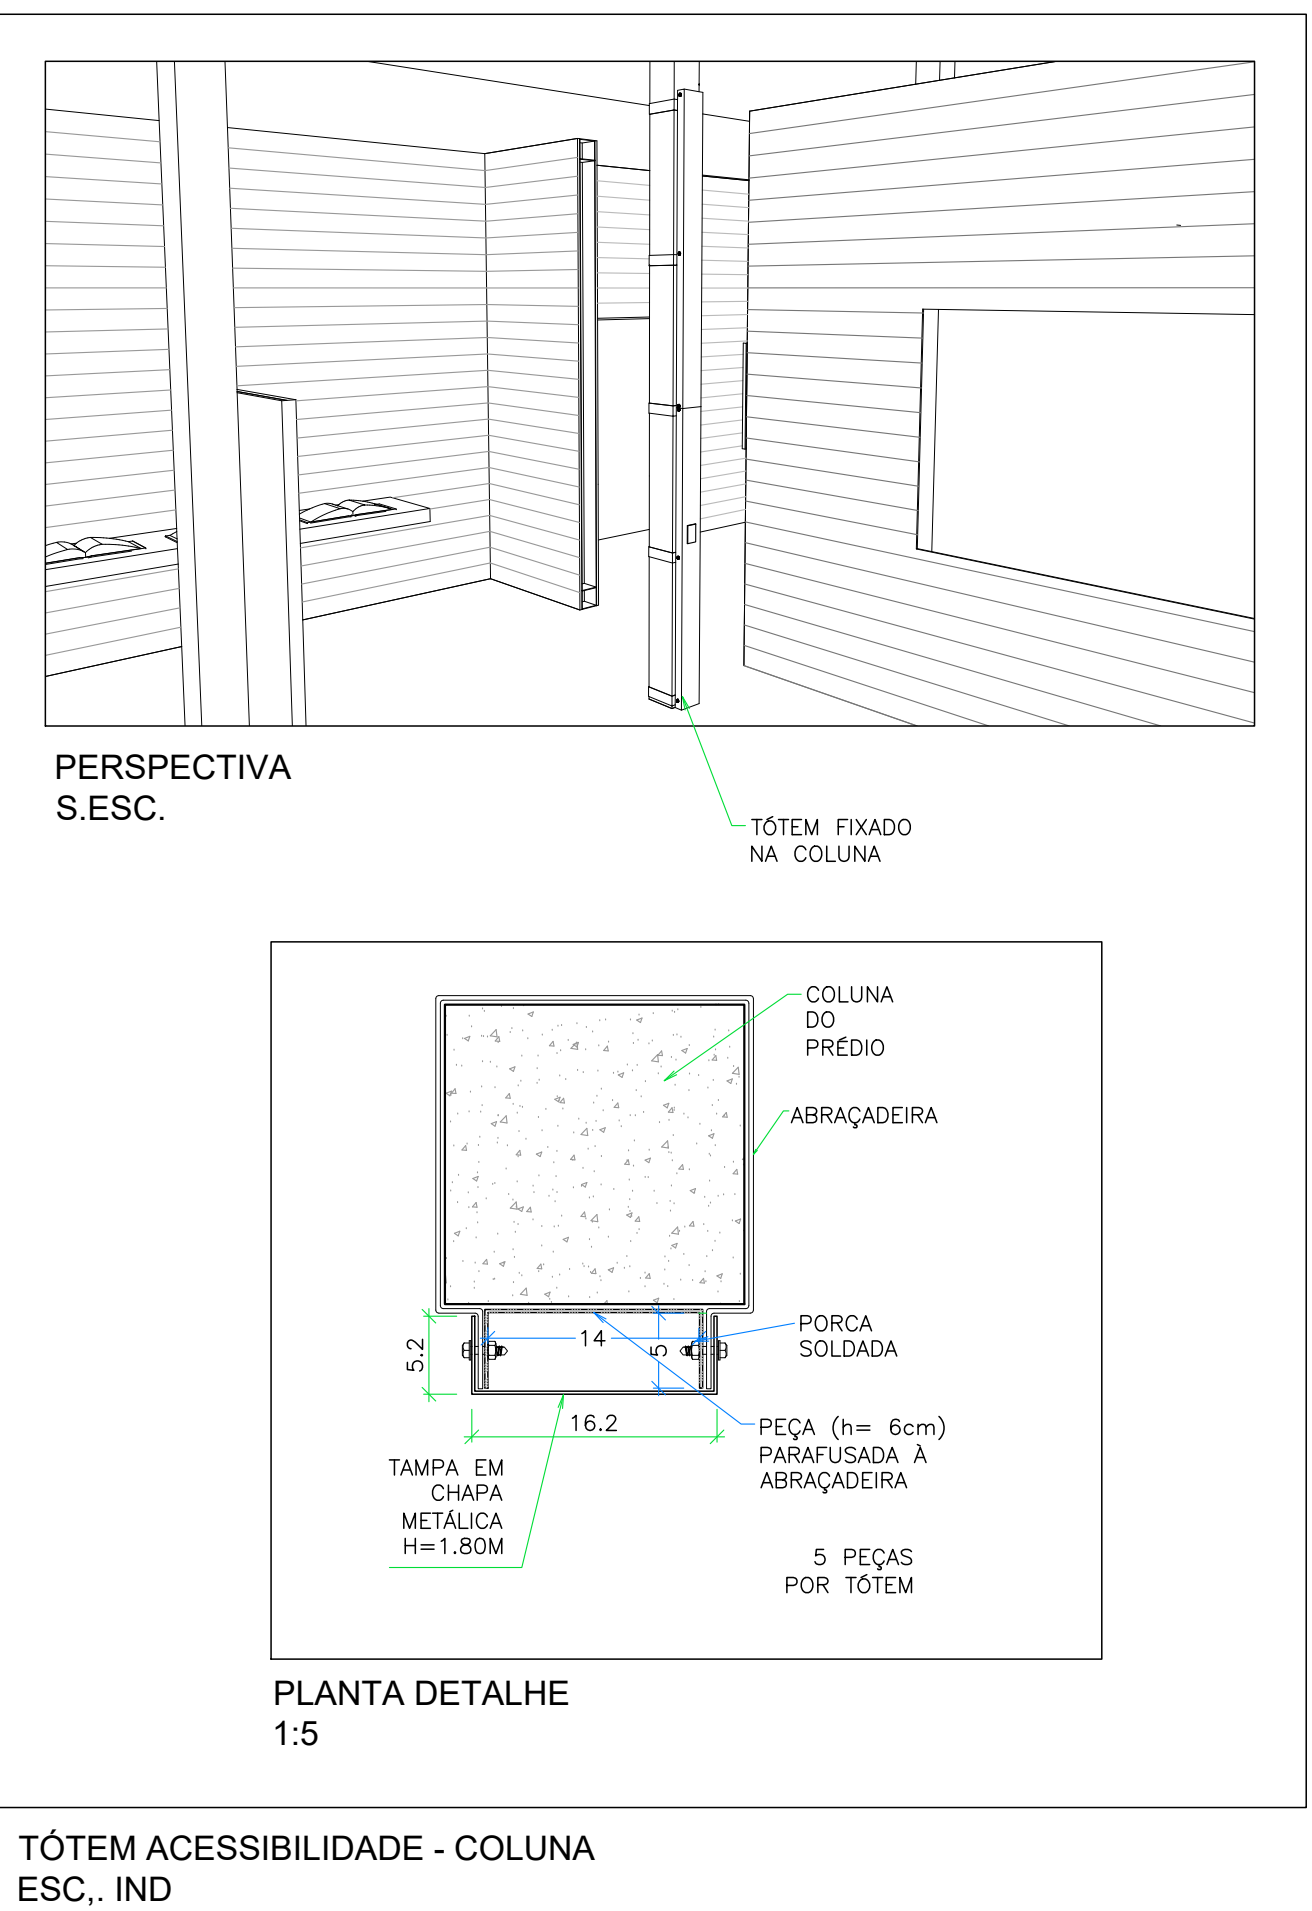 PERSPECTIVA
S.ESC.
TÓTEM FIXADO
NA COLUNA
COLUNA
DO
PRÉDIO
ABRAÇADEIRA
PORCA
SOLDADA
14
5
5.2
16.2
PEÇA (h= 6cm)
PARAFUSADA À
ABRAÇADEIRA
TAMPA EM
CHAPA
METÁLICA
H=1.80M
5 PEÇAS
POR TÓTEM
PLANTA DETALHE
1:5
TÓTEM ACESSIBILIDADE - COLUNA
ESC,. IND